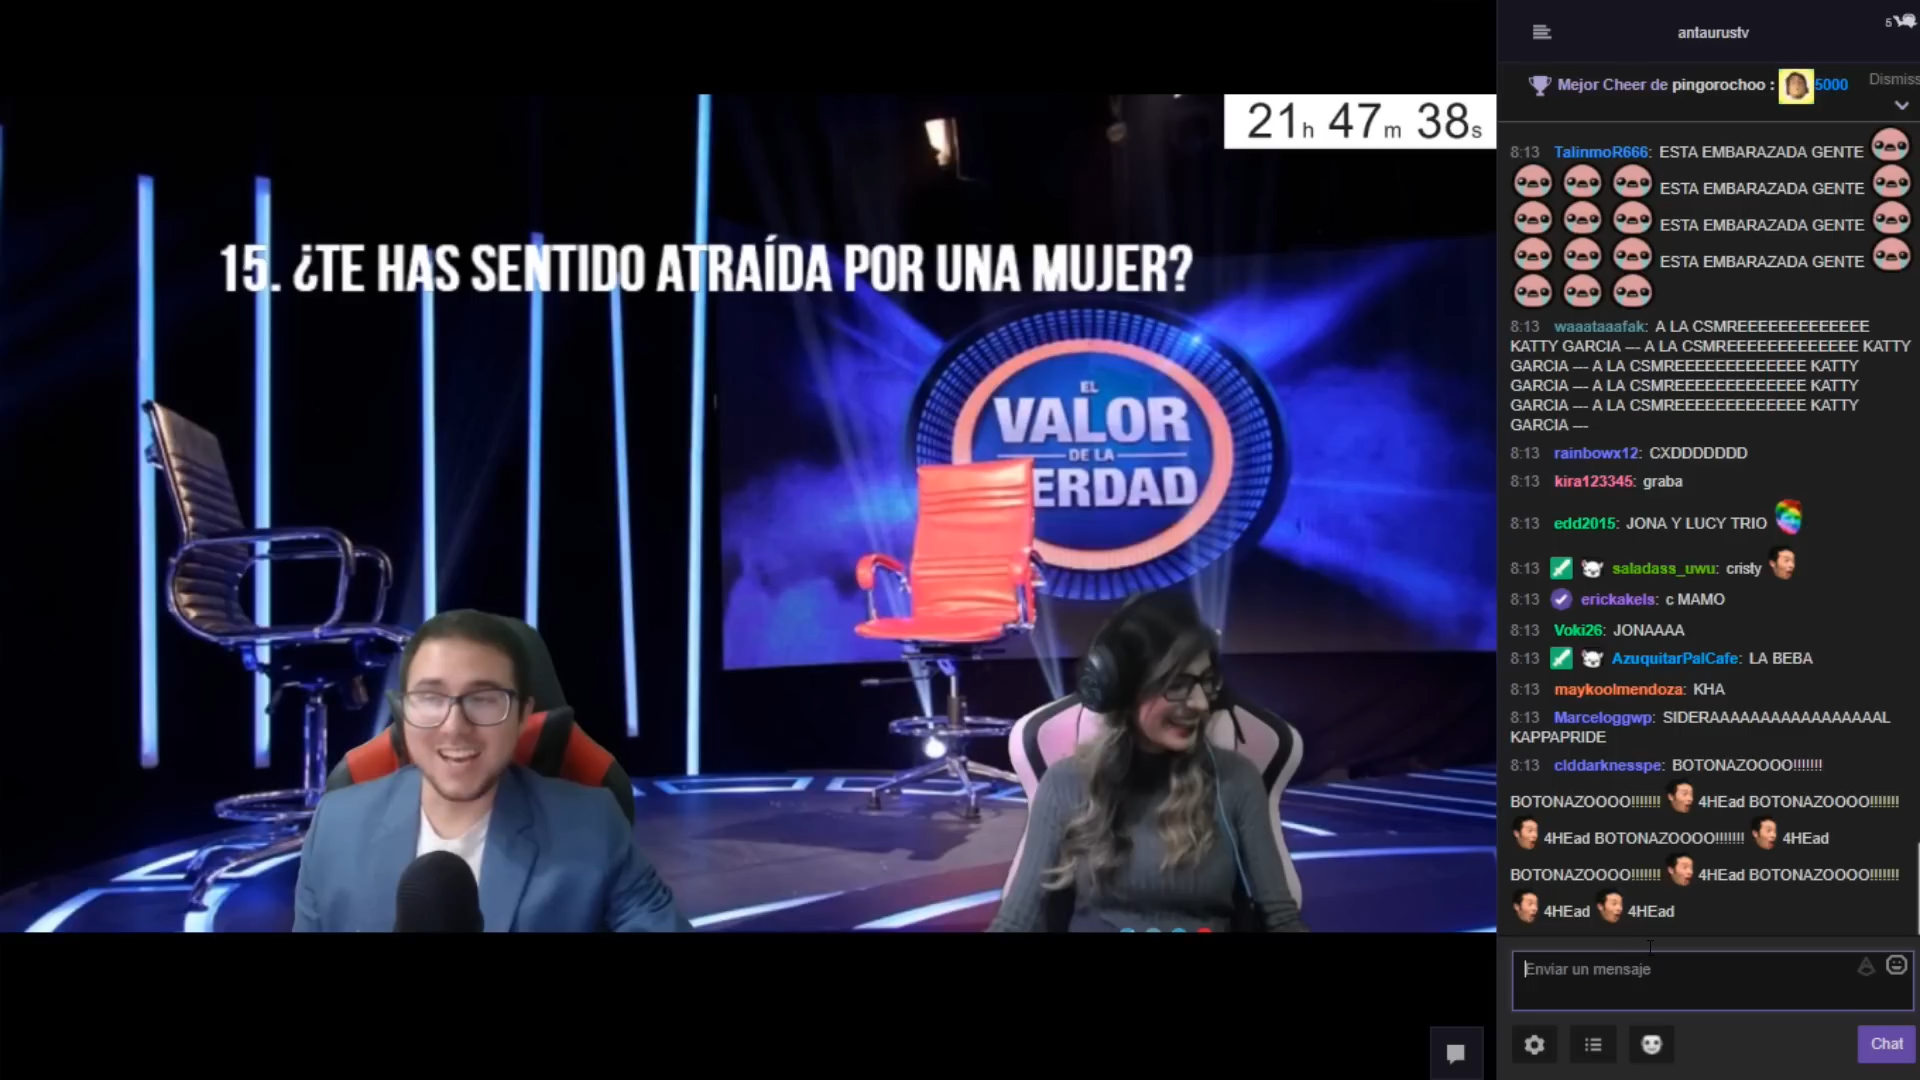 21h 47m 38s
15. ¿TE HAS SENTIDO ATRAÍDA POR UNA MUJER?
EL
VALOR
DE LA
ERDAD
antaurustv
5
Mejor Cheer de pingorochoo : 5000
Dismiss
8:13 TalinmoR666: ESTA EMBARAZADA GENTE
ESTA EMBARAZADA GENTE
ESTA EMBARAZADA GENTE
ESTA EMBARAZADA GENTE
8:13 waaataaafak: A LA CSMREEEEEEEEEEEEE
KATTY GARCIA --- A LA CSMREEEEEEEEEEEEE KATTY
GARCIA --- A LA CSMREEEEEEEEEEEEE KATTY
GARCIA --- A LA CSMREEEEEEEEEEEEE KATTY
GARCIA --- A LA CSMREEEEEEEEEEEEE KATTY
GARCIA ---
8:13 rainbowx12: CXDDDDDDD
8:13 kira123345: graba
8:13 edd2015: JONA Y LUCY TRIO
8:13 saladass_uwu: cristy
8:13 erickakels: c MAMO
8:13 Voki26: JONAAAA
8:13 AzuquitarPalCafe: LA BEBA
8:13 maykoolmendoza: KHA
8:13 Marceloggwp: SIDERAAAAAAAAAAAAAAAAAL
KAPPAPRIDE
8:13 clddarknesspe: BOTONAZOOOO!!!!!!!
BOTONAZOOOO!!!!!!! 4HEad BOTONAZOOOO!!!!!!!
4HEad BOTONAZOOOO!!!!!!! 4HEad
BOTONAZOOOO!!!!!!! 4HEad BOTONAZOOOO!!!!!!!
4HEad 4HEad
Enviar un mensaje
Chat